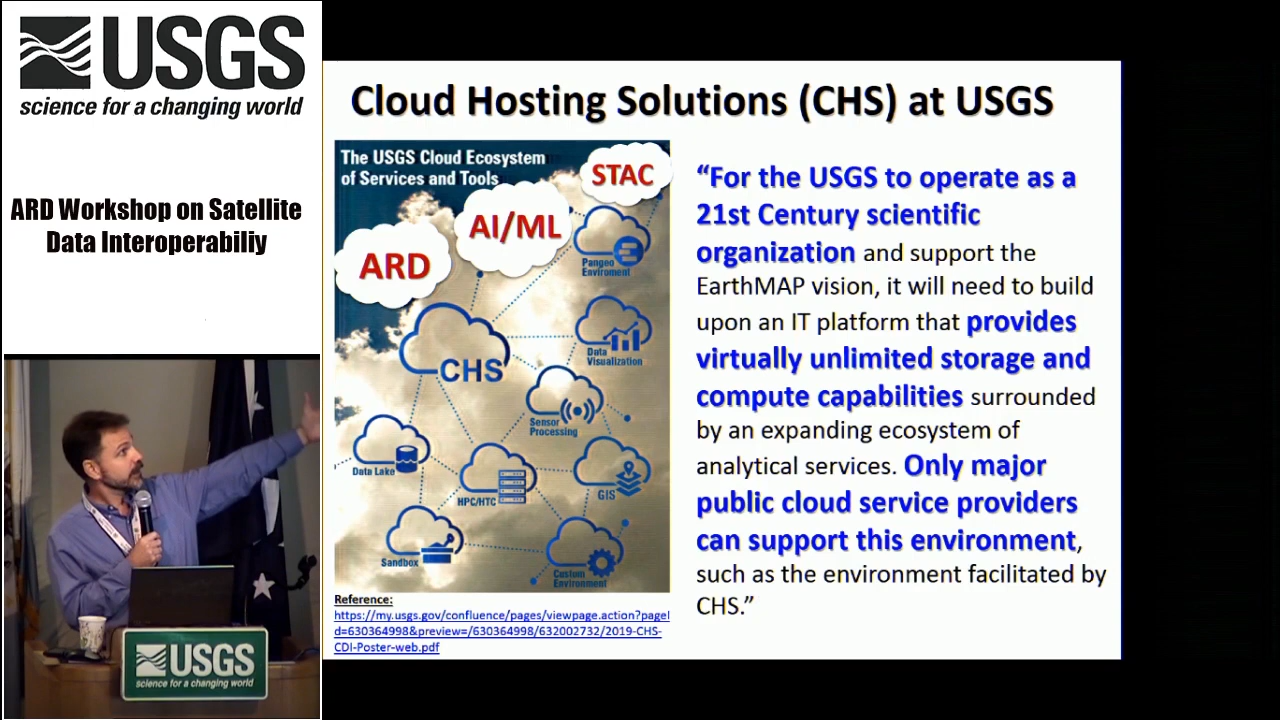 USGS
science for a changing world
ARD Workshop on Satellite
Data Interoperabiliy
USGS
science for a changing world
Cloud Hosting Solutions (CHS) at USGS
The USGS Cloud Ecosystem
of Services and Tools
STAC
AI/ML
ARD
Pangeo
Enviroment
CHS
Data
Visualization
Sensor
Processing
Data Lake
HPC/HTC
GIS
Sandbox
Custom
Environment
Reference:
https://my.usgs.gov/confluence/pages/viewpage.action?pageI
d=630364998&preview=/630364998/632002732/2019-CHS-
CDI-Poster-web.pdf
“For the USGS to operate as a
21st Century scientific
organization and support the
EarthMAP vision, it will need to build
upon an IT platform that provides
virtually unlimited storage and
compute capabilities surrounded
by an expanding ecosystem of
analytical services. Only major
public cloud service providers
can support this environment,
such as the environment facilitated by
CHS.”